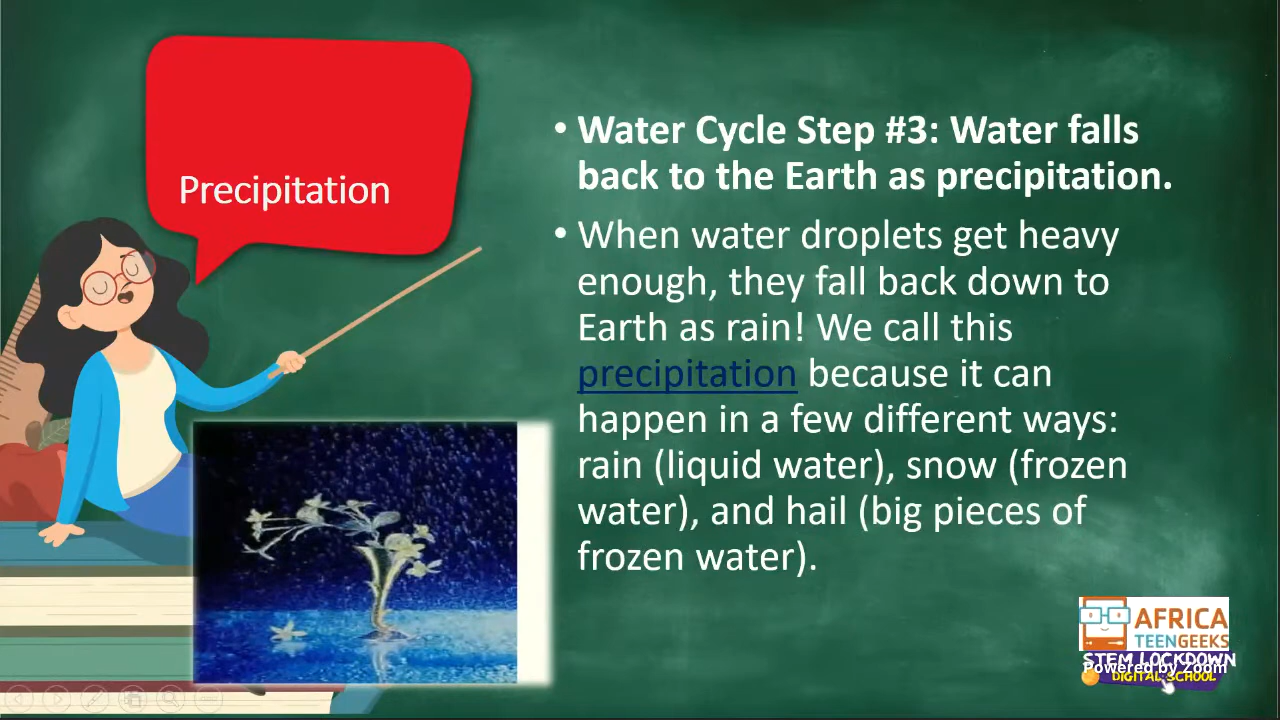 Precipitation
• Water Cycle Step #3: Water falls
back to the Earth as precipitation.
• When water droplets get heavy
enough, they fall back down to
Earth as rain! We call this
precipitation because it can
happen in a few different ways:
rain (liquid water), snow (frozen
water), and hail (big pieces of
frozen water).
AFRICA
TEENGEEKS
STEM LOCKDOWN
Powered by Zoom
DIGITAL SCHOOL